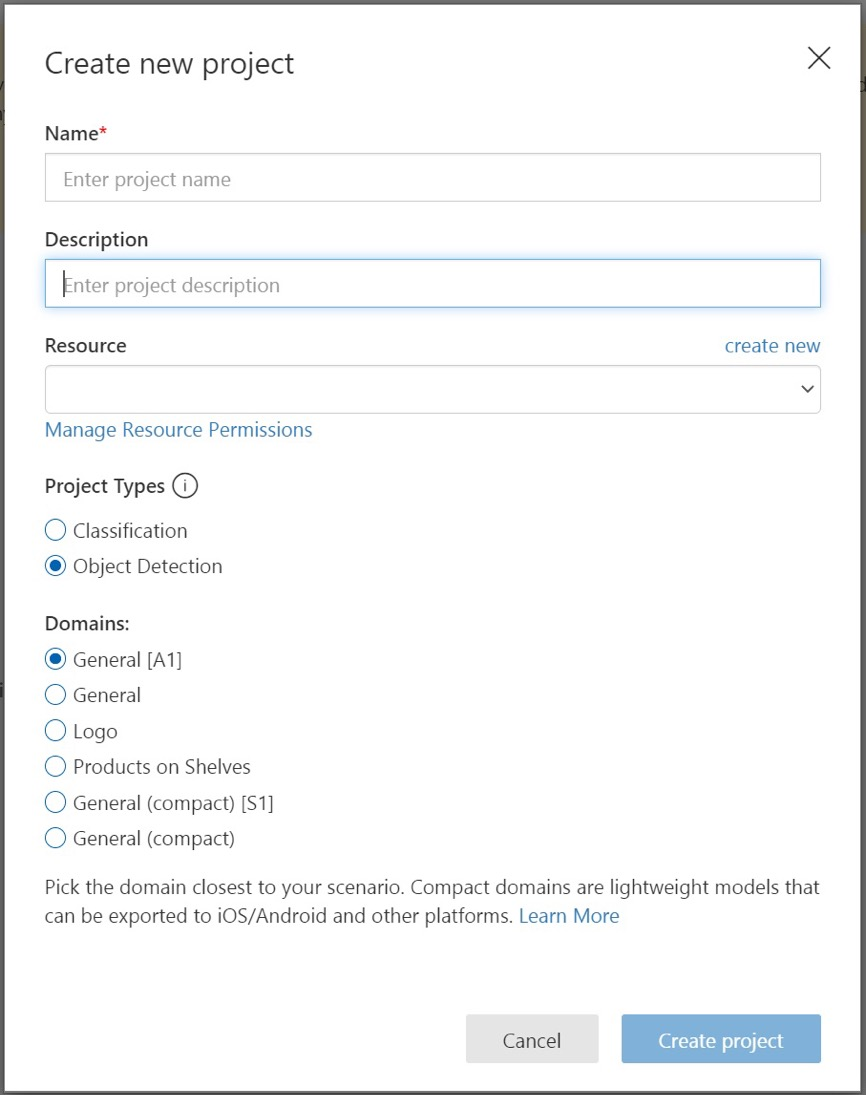 Create new project
Name*
Enter project name
Description
Enter project description
Resource
create new
Manage Resource Permissions
Project Types
Classification
Object Detection
Domains:
General [A1]
General
Logo
Products on Shelves
General (compact) [S1]
General (compact)
Pick the domain closest to your scenario. Compact domains are lightweight models that
can be exported to iOS/Android and other platforms. Learn More
Cancel
Create project